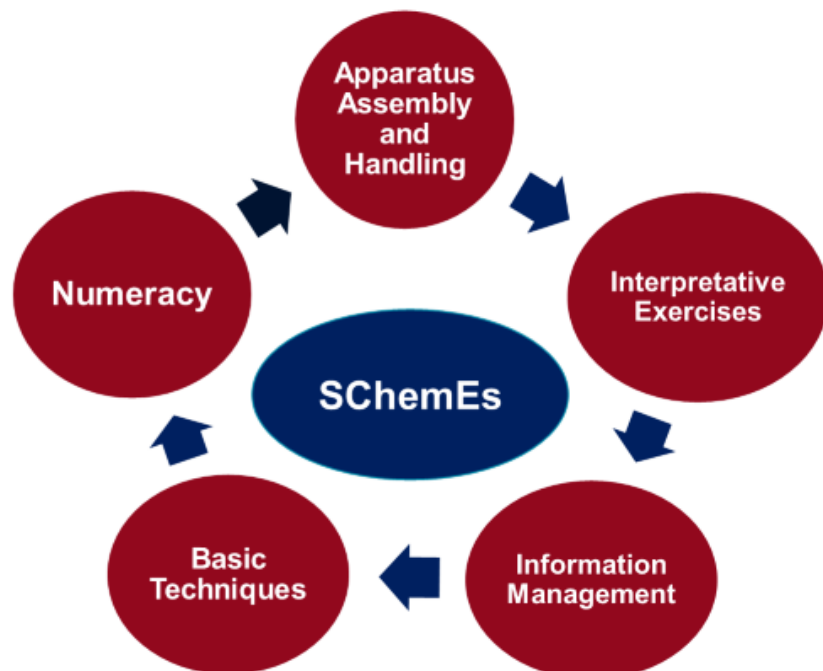 Apparatus
Assembly
and
Handling
Interpretative
Exercises
Information
Management
Basic
Techniques
Numeracy
SChemEs